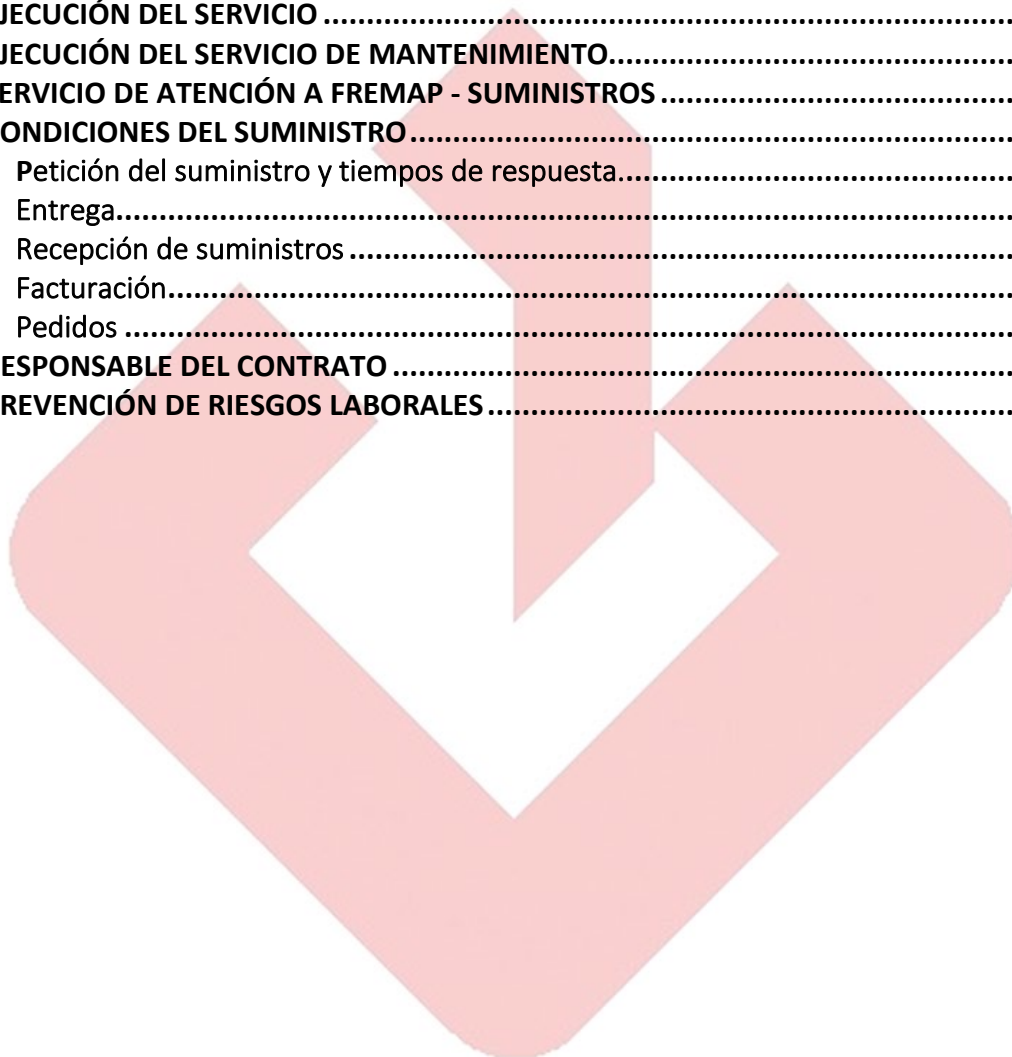 JECUCIÓN DEL SERVICIO ................................................................
JECUCIÓN DEL SERVICIO DE MANTENIMIENTO................................................
ERVICIO DE ATENCIÓN A FREMAP - SUMINISTROS ..........................................
ONDICIONES DEL SUMINISTRO................................................................
Petición del suministro y tiempos de respuesta................................................
Entrega................................................................................
Recepción de suministros ................................................................
Facturación................................................................................
Pedidos ................................................................................
ESPONSABLE DEL CONTRATO ................................................................
REVENCIÓN DE RIESGOS LABORALES................................................................